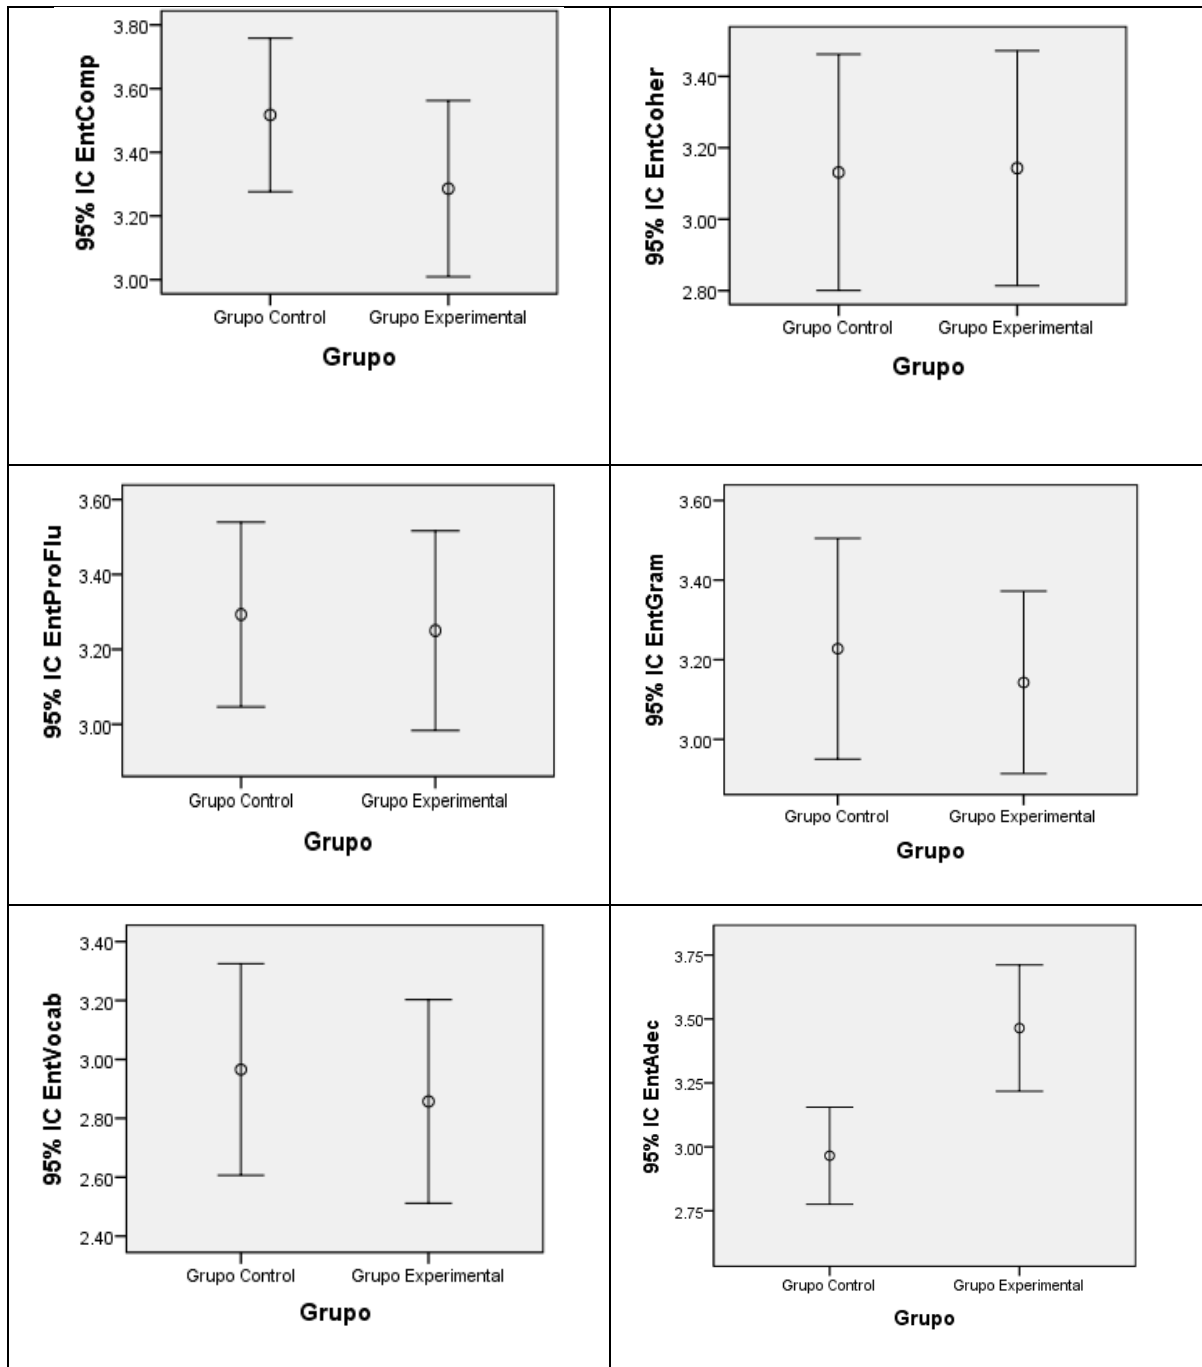 95% IC EntComp
3.80
3.60
3.40
3.20
3.00
Grupo Control Grupo Experimental
Grupo
95% IC EntCoher
3.40
3.20
3.00
2.80
Grupo Control Grupo Experimental
Grupo
95% IC EntProFlu
3.60
3.40
3.20
3.00
Grupo Control Grupo Experimental
Grupo
95% IC EntGram
3.60
3.40
3.20
3.00
Grupo Control Grupo Experimental
Grupo
95% IC EntVocab
3.40
3.20
3.00
2.80
2.60
2.40
Grupo Control Grupo Experimental
Grupo
95% IC EntAdec
3.75
3.50
3.25
3.00
2.75
Grupo Control Grupo Experimental
Grupo